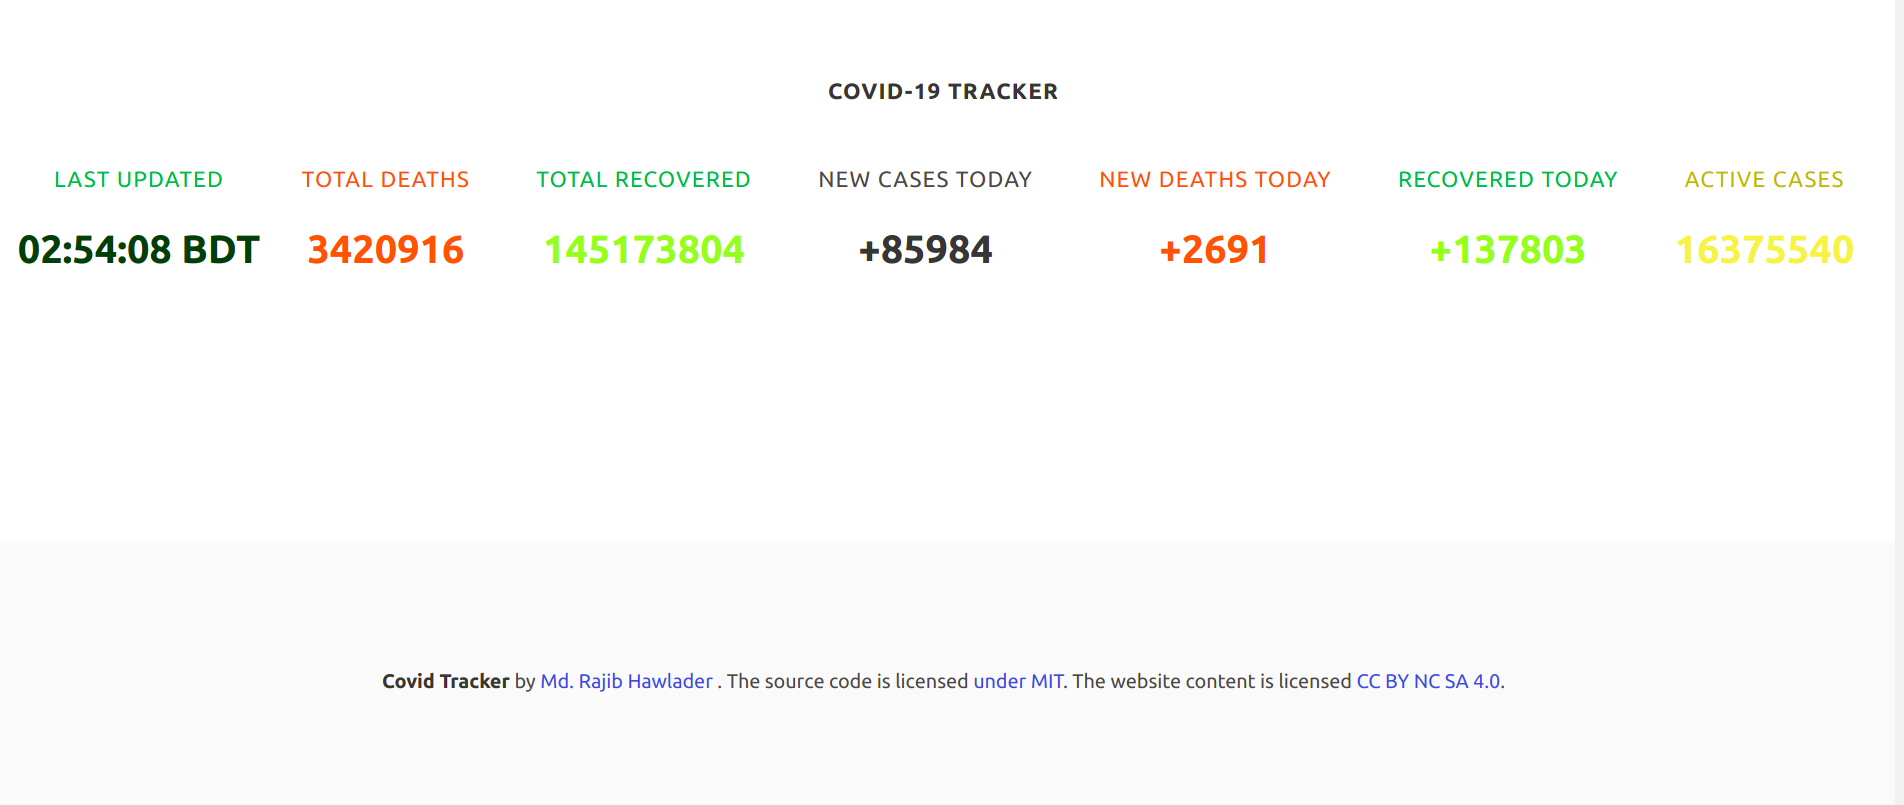 COVID-19 TRACKER
LAST UPDATED TOTAL DEATHS TOTAL RECOVERED NEW CASES TODAY NEW DEATHS TODAY RECOVERED TODAY ACTIVE CASES
02:54:08 BDT 3420916 145173804 +85984 +2691 +137803 16375540
Covid Tracker by Md. Rajib Hawlader . The source code is licensed under MIT. The website content is licensed CC BY NC SA 4.0.